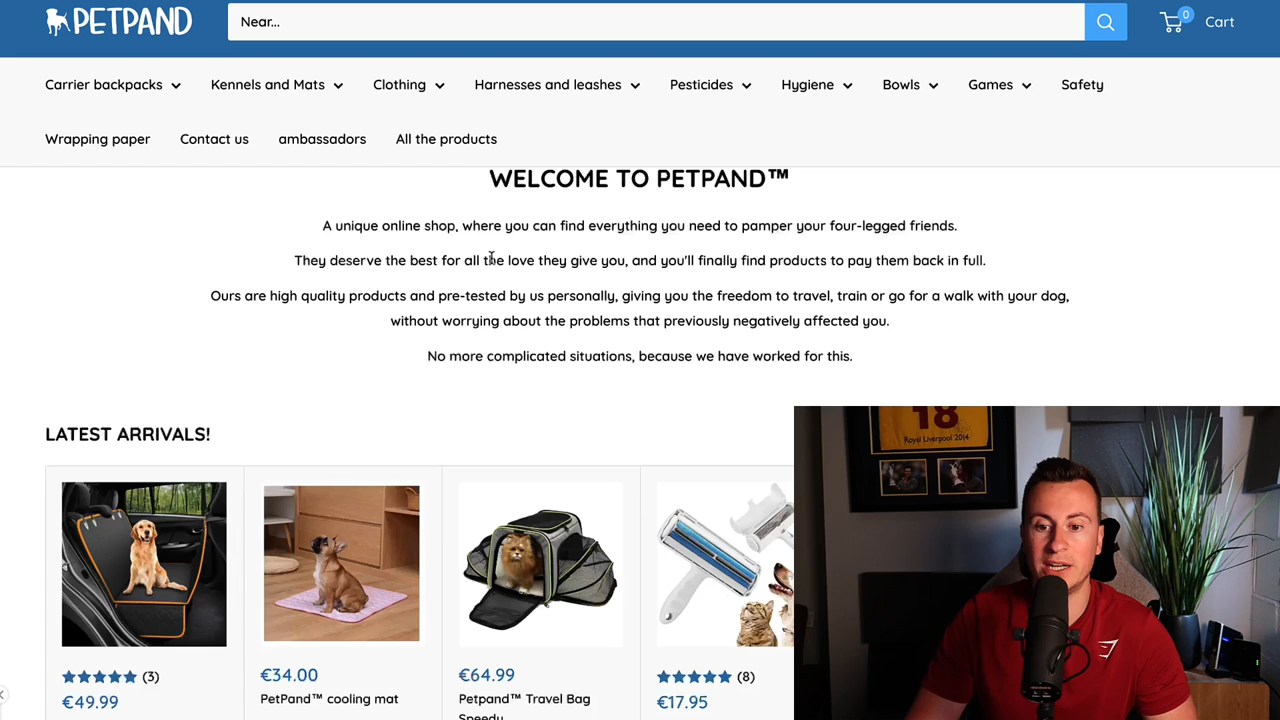 PETPAND
Near...
0
Cart
Carrier backpacks
Kennels and Mats
Clothing
Harnesses and leashes
Pesticides
Hygiene
Bowls
Games
Safety
Wrapping paper
Contact us
ambassadors
All the products
WELCOME TO PETPAND™
A unique online shop, where you can find everything you need to pamper your four-legged friends.
They deserve the best for all the love they give you, and you'll finally find products to pay them back in full.
Ours are high quality products and pre-tested by us personally, giving you the freedom to travel, train or go for a walk with your dog,
without worrying about the problems that previously negatively affected you.
No more complicated situations, because we have worked for this.
LATEST ARRIVALS!
(3)
€49.99
€34.00
PetPand™ cooling mat
€64.99
Petpand™ Travel Bag
Speedy
(8)
€17.95
18
Royal Liverpool 2014